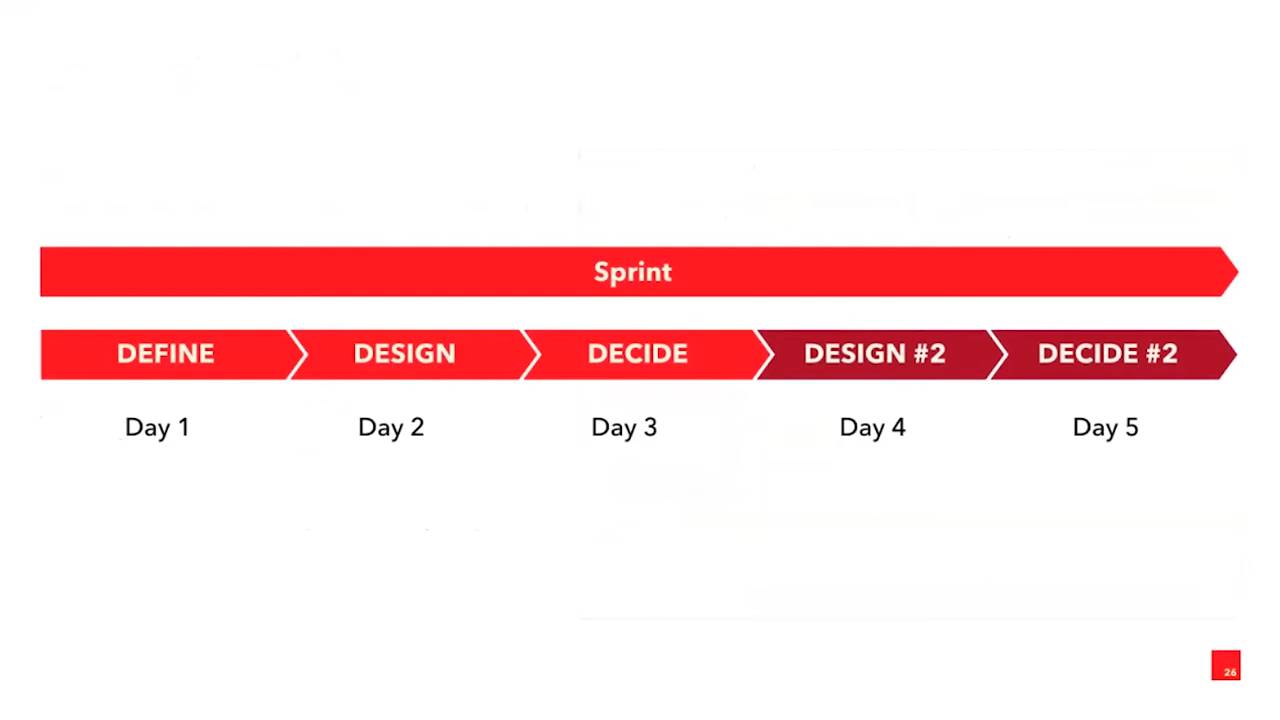 Sprint
DEFINE DESIGN DECIDE DESIGN #2 DECIDE #2
Day 1 Day 2 Day 3 Day 4 Day 5
26